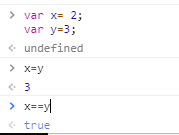 > var x= 2;
var y=3;
< undefined
> x=y
< 3
> x==y
< true